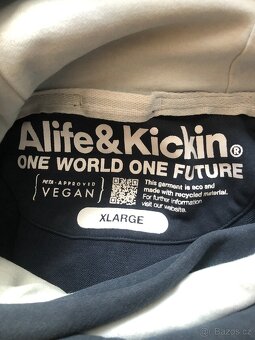 Alife&Kickin®
ONE WORLD ONE FUTURE
PETA-APPROVED
VEGAN
This garment is eco and
made with recycled material.
For further information
visit our website.
XLARGE
Bazos.cz